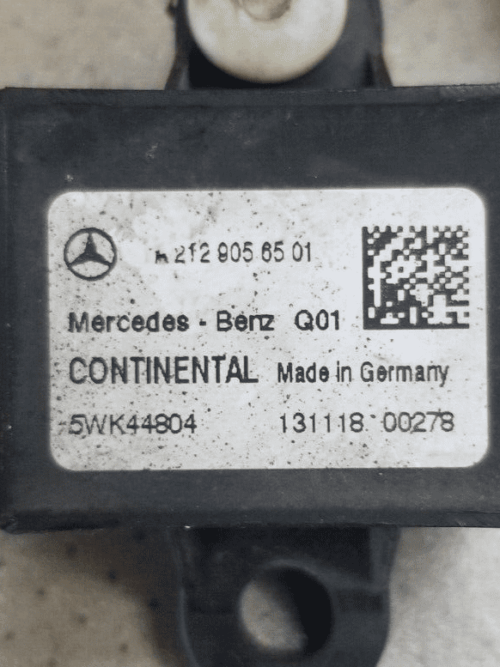 A 212 905 65 01
Mercedes - Benz Q01
CONTINENTAL Made in Germany
5WK44804 131118 00278